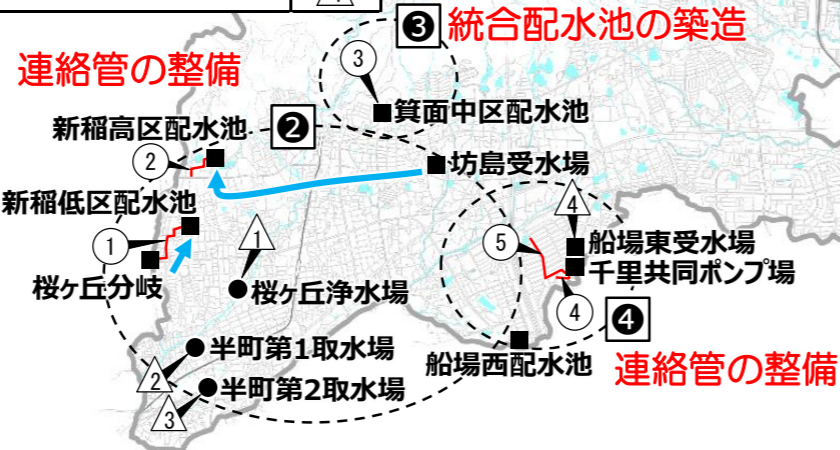 ❸ 統合配水池の築造
連絡管の整備
3
箕面中区配水池
新稲高区配水池
❷
2
坊島受水場
新稲低区配水池
1
1
4
5
船場東受水場
千里共同ポンプ場
桜ヶ丘分岐
桜ヶ丘浄水場
4
❹
半町第1取水場
2
船場西配水池
連絡管の整備
半町第2取水場
3